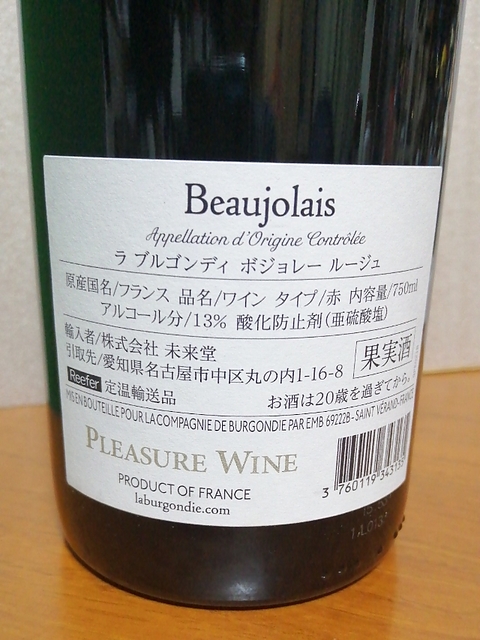 Beaujolais
Appellation d'Origine Contrôlée
ラ ブルゴンディ ボジョレー ルージュ
原産国名/フランス 品名/ワイン タイプ/赤 内容量/750ml
アルコール分/13% 酸化防止剤(亜硫酸塩)
輸入者/株式会社 未来堂
引取先/愛知県名古屋市中区丸の内1-16-8
果実酒
Reefer 定温輸送品
お酒は20歳を過ぎてから。
MIS EN BOUTEILLE POUR LA COMPAGNIE DE BURGONDIE PAR EMB 69222B - SAINT VÉRAND - FRANCE
PLEASURE WINE
PRODUCT OF FRANCE
laburgondie.com
3 760119